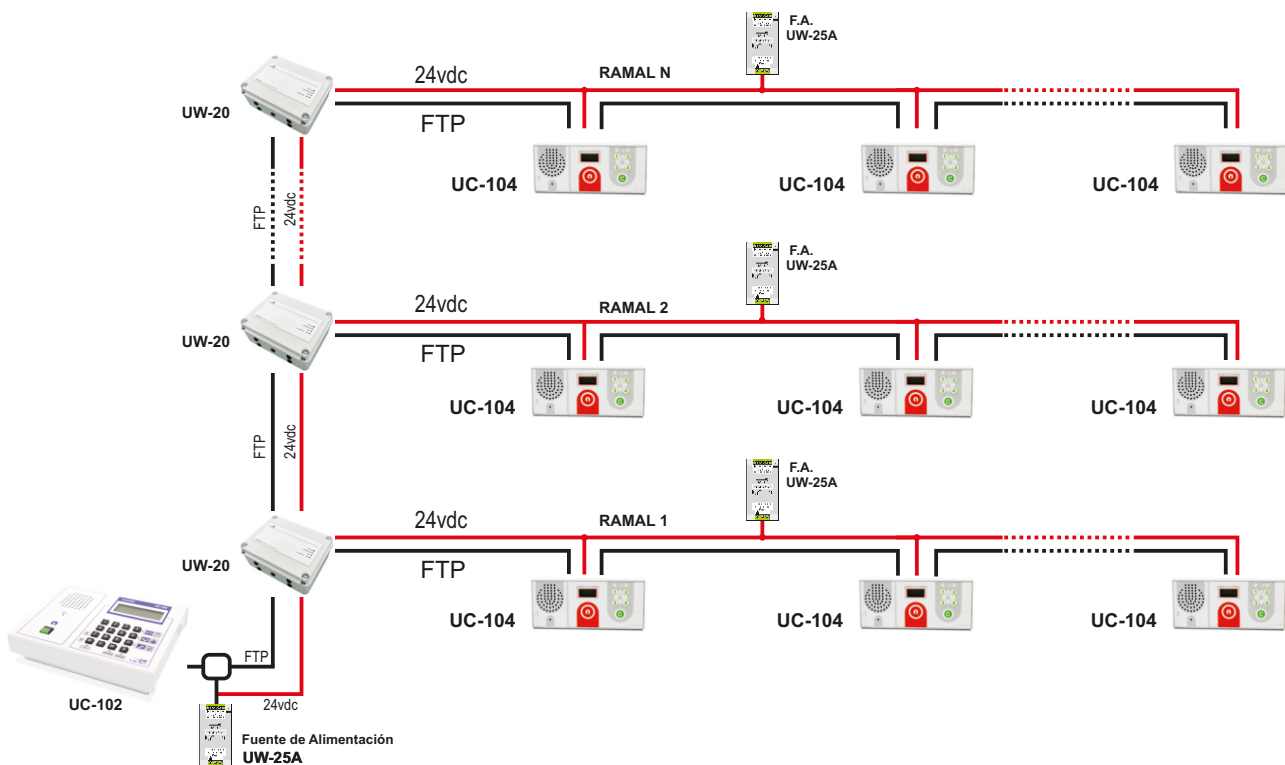 F.A.
UW-25A
24vdc
RAMAL N
UW-20
FTP
UC-104
UC-104
UC-104
FTP
24vdc
F.A.
UW-25A
24vdc
RAMAL 2
UW-20
FTP
UC-104
UC-104
UC-104
FTP
24vdc
F.A.
UW-25A
24vdc
RAMAL 1
UW-20
FTP
UC-104
UC-104
UC-104
FTP
UC-102
24vdc
Fuente de Alimentación
UW-25A